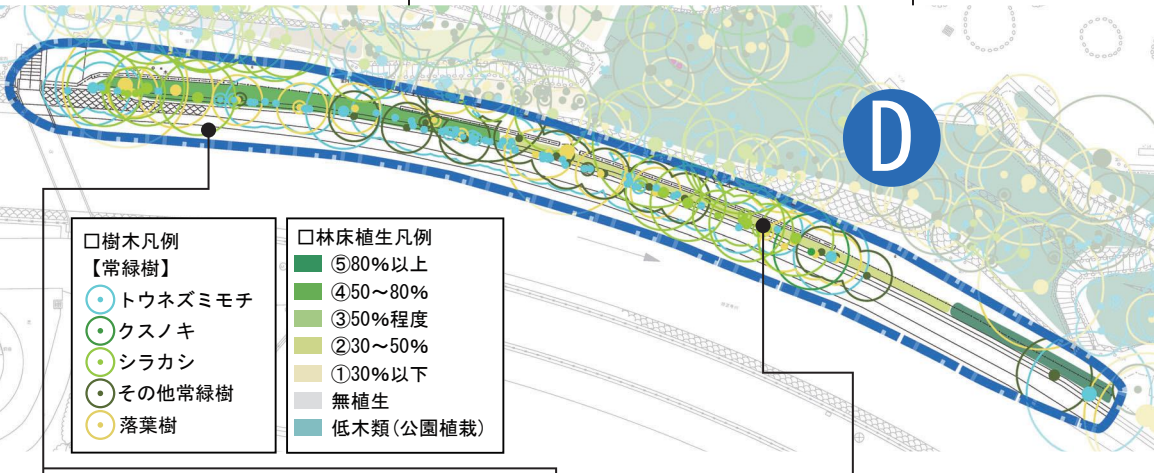 D
□樹木凡例
【常緑樹】
トウネズミモチ
クスノキ
シラカシ
その他常緑樹
落葉樹
□林床植生凡例
⑤80%以上
④50～80%
③50%程度
②30～50%
①30%以下
無植生
低木類(公園植栽)